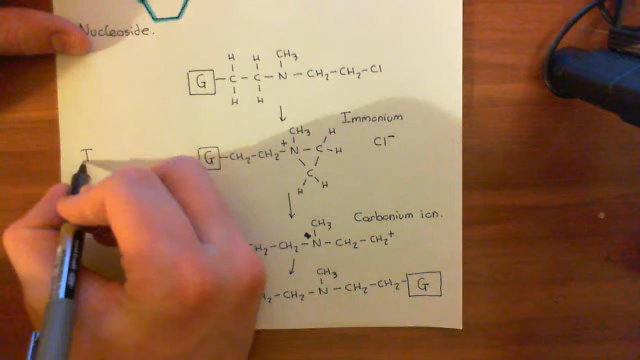 Nucleoside.
H H CH₃
G - C - C - N - CH₂ - CH₂ - Cl
H H
Immonium
CH₃ H
G - CH₂ - CH₂ - N⁺ - C - H Cl⁻
C
H H
T
Carbonium ion.
CH₃
H₂ - CH₂ - N - CH₂ - CH₂⁺
CH₃
H₂ - CH₂ - N - CH₂ - CH₂ - G